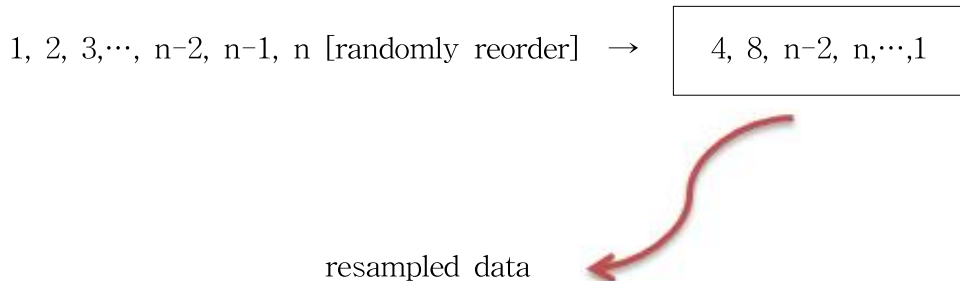 1, 2, 3,⋯, n-2, n-1, n [randomly reorder] → 4, 8, n-2, n,⋯,1
resampled data